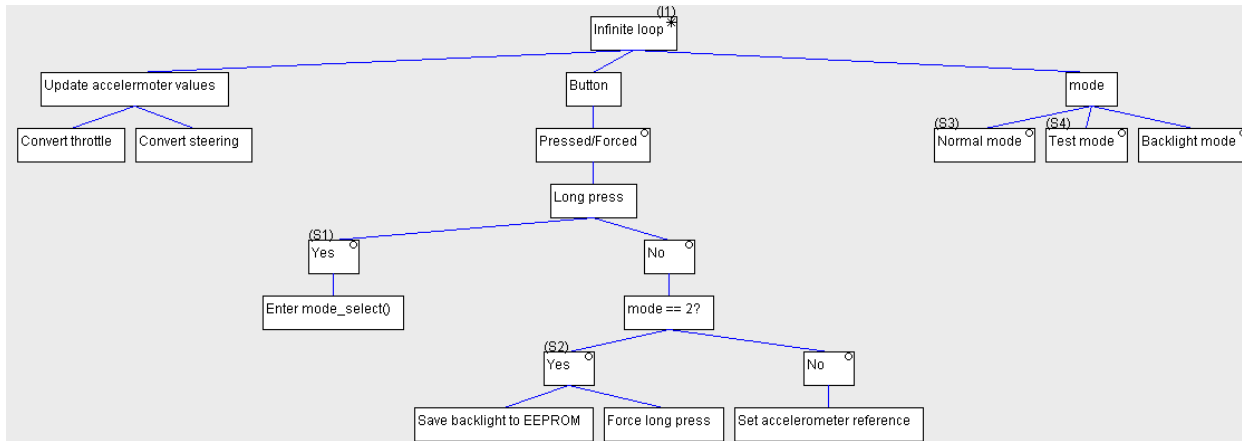 (I1)
Infinite loop *
Update accelermoter values
Button
mode
Convert throttle
Convert steering
Pressed/Forced
(S3)
Normal mode
(S4)
Test mode
Backlight mode
Long press
(S1)
Yes
No
Enter mode_select()
mode == 2?
(S2)
Yes
No
Save backlight to EEPROM
Force long press
Set accelerometer reference